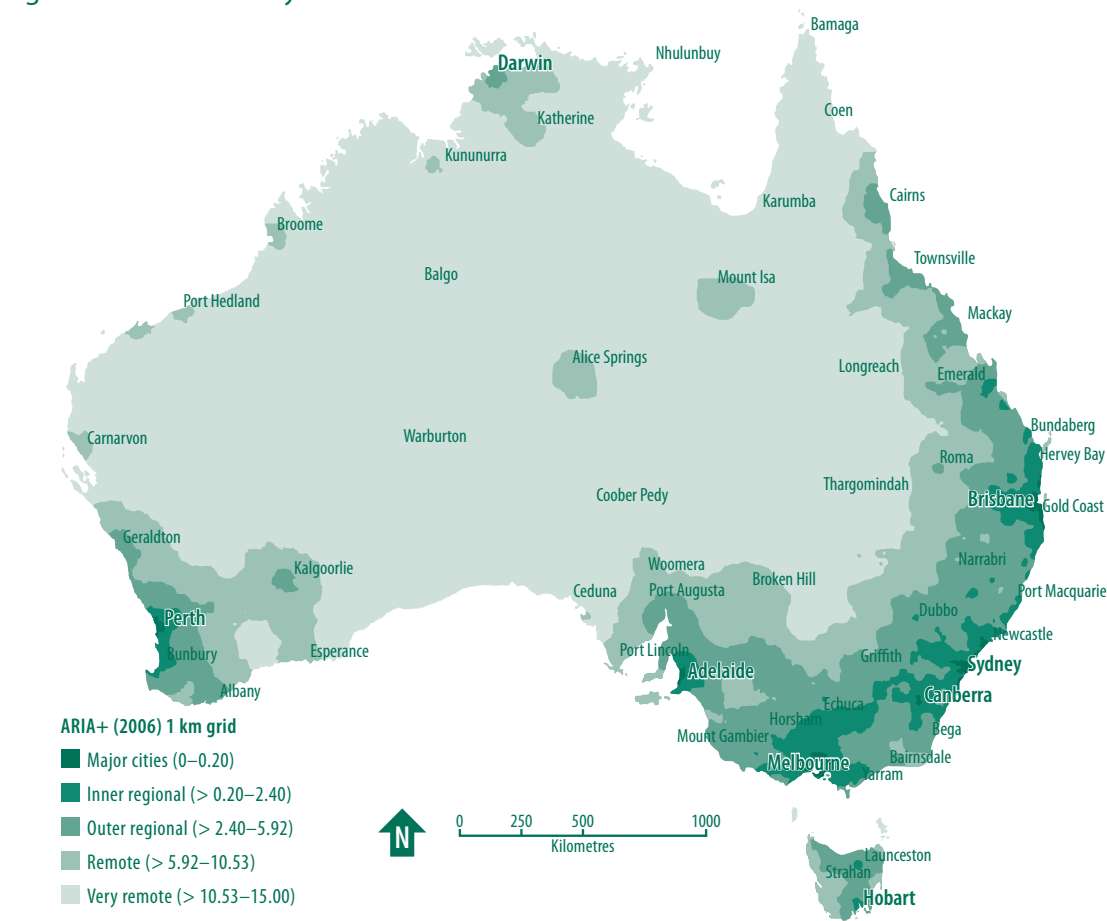 Bamaga
Nhulunbuy
Darwin
Coen
Katherine
Kununurra
Cairns
Karumba
Broome
Townsville
Balgo
Mount Isa
Port Hedland
Mackay
Alice Springs
Longreach
Emerald
Bundaberg
Carnarvon
Warburton
Hervey Bay
Roma
Thargomindah
Coober Pedy
Brisbane
Gold Coast
Geraldton
Narrabri
Woomera
Kalgoorlie
Broken Hill
Ceduna
Port Augusta
Port Macquarie
Dubbo
Perth
Newcastle
Bunbury
Esperance
Port Lincoln
Griffith
Sydney
Adelaide
Albany
Canberra
Echuca
Horsham
Bega
Mount Gambier
Bairnsdale
Melbourne
Yarram
ARIA+ (2006) 1 km grid
Major cities (0–0.20)
Inner regional (> 0.20–2.40)
Outer regional (> 2.40–5.92)
Remote (> 5.92–10.53)
Very remote (> 10.53–15.00)
N
0 250 500 1000
Kilometres
Launceston
Strahan
Hobart